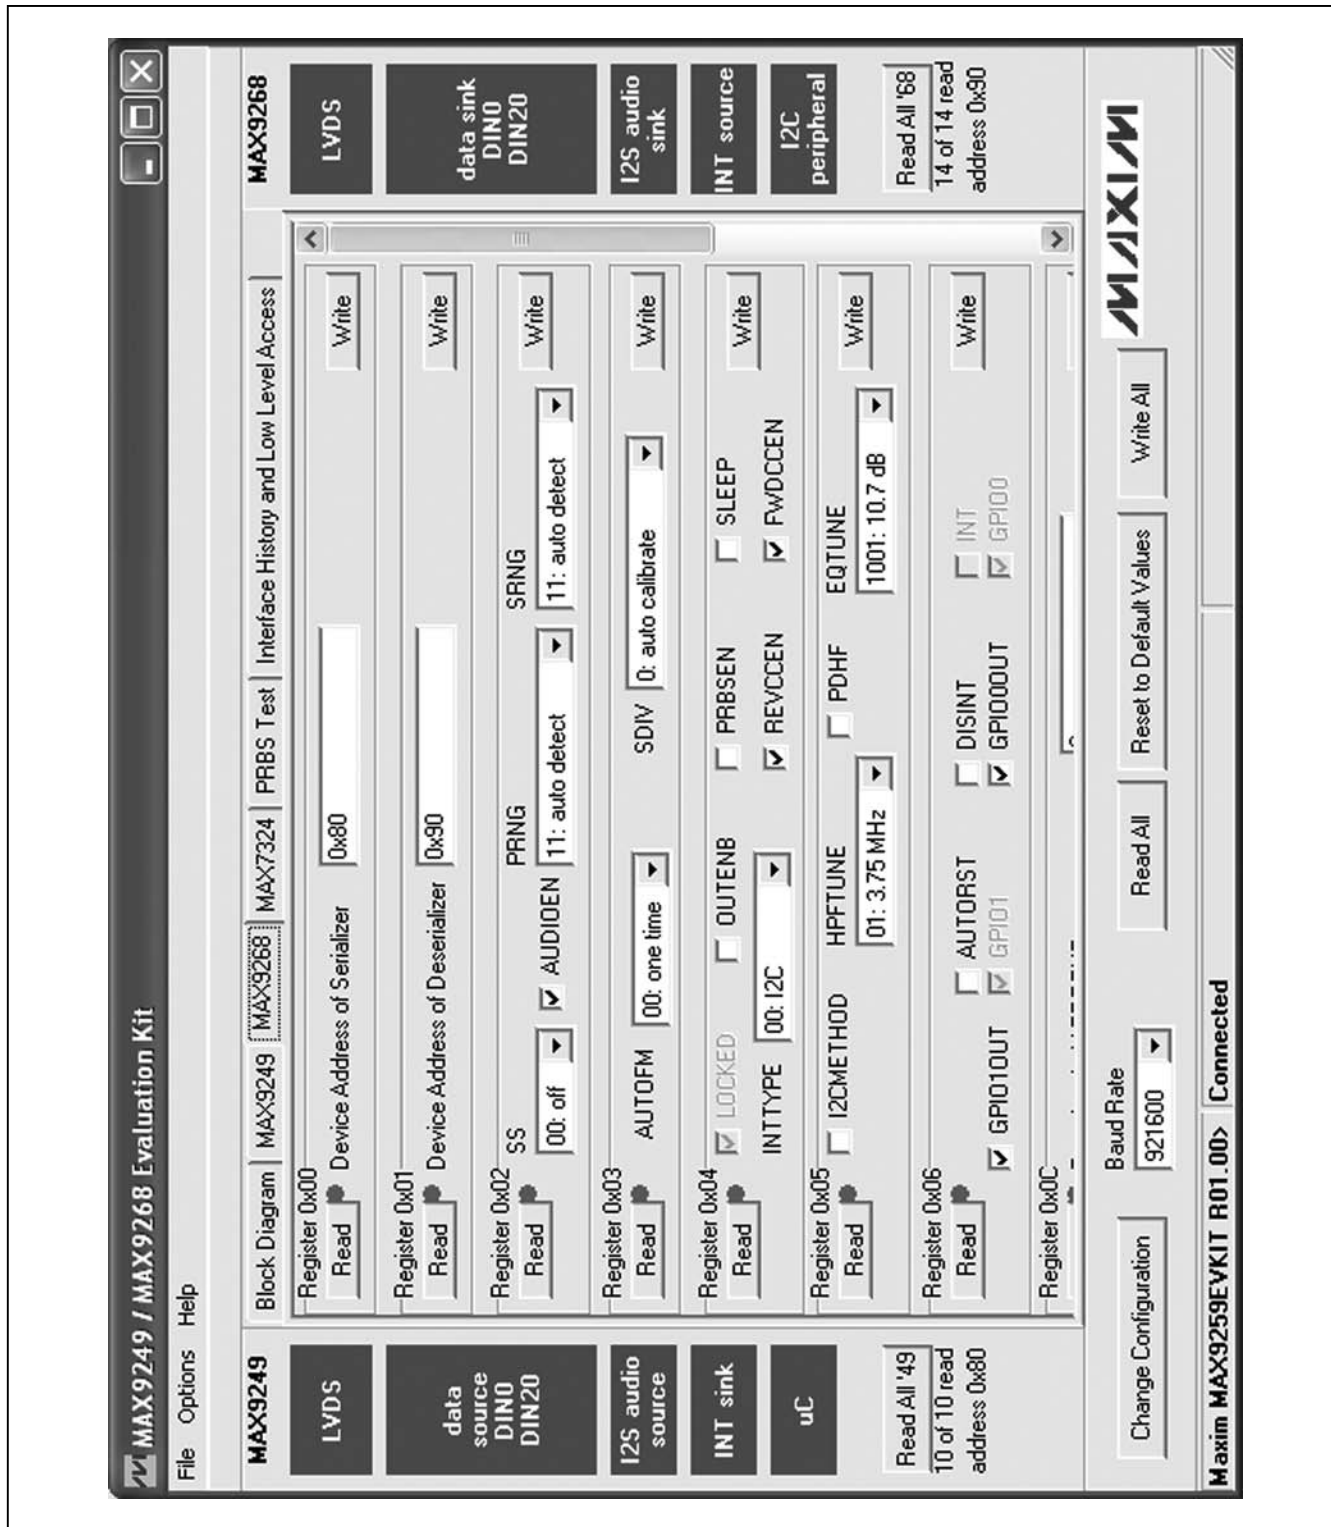 MAX9249 / MAX9268 Evaluation Kit
File Options Help
MAX9249
LVDS
data
source
DIN0
DIN20
I2S audio
source
INT sink
uC
Read All '49
10 of 10 read
address 0x80
Block Diagram MAX9249 MAX9268 MAX7324 PRBS Test Interface History and Low Level Access
Register 0x00
Read Device Address of Serializer 0x80 Write
Register 0x01
Read Device Address of Deserializer 0x90 Write
Register 0x02
SS PRNG SRNG
Read 00: off AUDIOEN 11: auto detect 11: auto detect Write
Register 0x03
Read AUTOFM 00: one time SDIV 0: auto calibrate Write
Register 0x04
LOCKED OUTENB PRBSEN SLEEP
Read Write
INTTYPE 00: I2C REVCCEN FWDCCEN
Register 0x05
I2CMETHOD HPFTUNE PDHF EQTUNE
Read 01: 3.75 MHz 1001: 10.7 dB Write
Register 0x06
Read AUTORST DISINT INT Write
GPIO1OUT GPIO1 GPIO0OUT GPIO0
Register 0x0C
MAX9268
LVDS
data sink
DIN0
DIN20
I2S audio
sink
INT source
I2C
peripheral
Read All '68
14 of 14 read
address 0x90
Baud Rate
Change Configuration 921600 Read All Reset to Default Values Write All MAXIM
Maxim MAX9259EVKIT R01.00> Connected